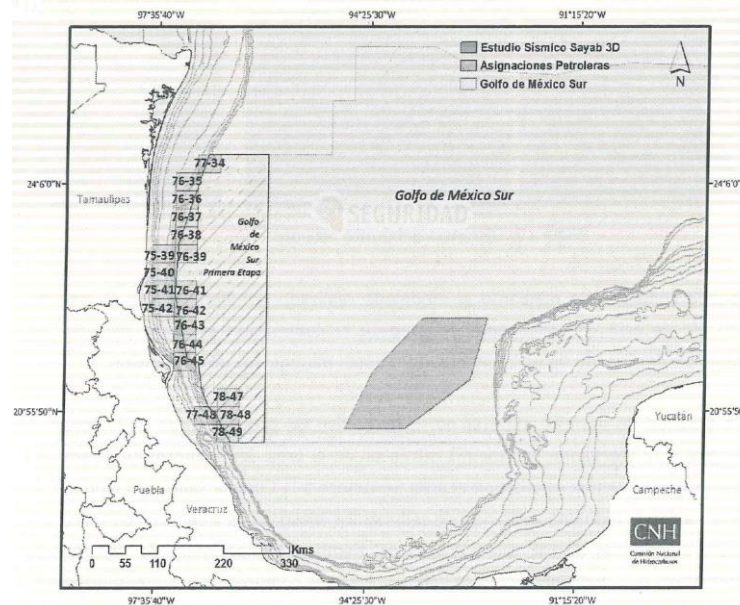 97°35'40"W 94°25'30"W 91°15'20"W
Estudio Sísmico Sayab 3D
Asignaciones Petroleras
Golfo de México Sur
N
24°6'0"N
24°6'0"N
Tamaulipas
Golfo de México Sur
SEGURIDAD
77-34
76-35
76-36
76-37
76-38
75-39 76-39
75-40
75-41 76-41
75-42 76-42
76-43
76-44
76-45
Golfo
de
México
Sur
Primera Etapa
78-47
77-48 78-48
78-49
20°55'50"N
20°55'50"N
Yucatán
Campeche
Puebla
Veracruz
Kms
0 55 110 220 330
CNH
Comisión Nacional
de Hidrocarburos
97°35'40"W 94°25'30"W 91°15'20"W